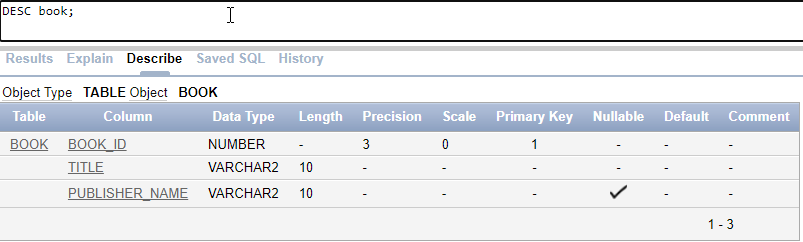 DESC book;
Results Explain Describe Saved SQL History
Object Type TABLE Object BOOK
Table Column Data Type Length Precision Scale Primary Key Nullable Default Comment
BOOK BOOK_ID NUMBER - 3 0 1 - - -
TITLE VARCHAR2 10 - - - - - -
PUBLISHER_NAME VARCHAR2 10 - - - ✓ - -
1 - 3